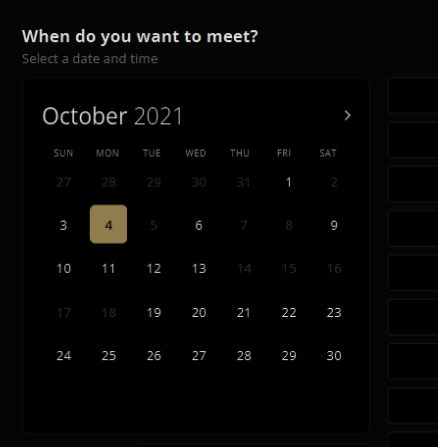 When do you want to meet?
Select a date and time
October 2021
SUN MON TUE WED THU FRI SAT
27 28 29 30 31 1 2
3 4 5 6 7 8 9
10 11 12 13 14 15 16
17 18 19 20 21 22 23
24 25 26 27 28 29 30